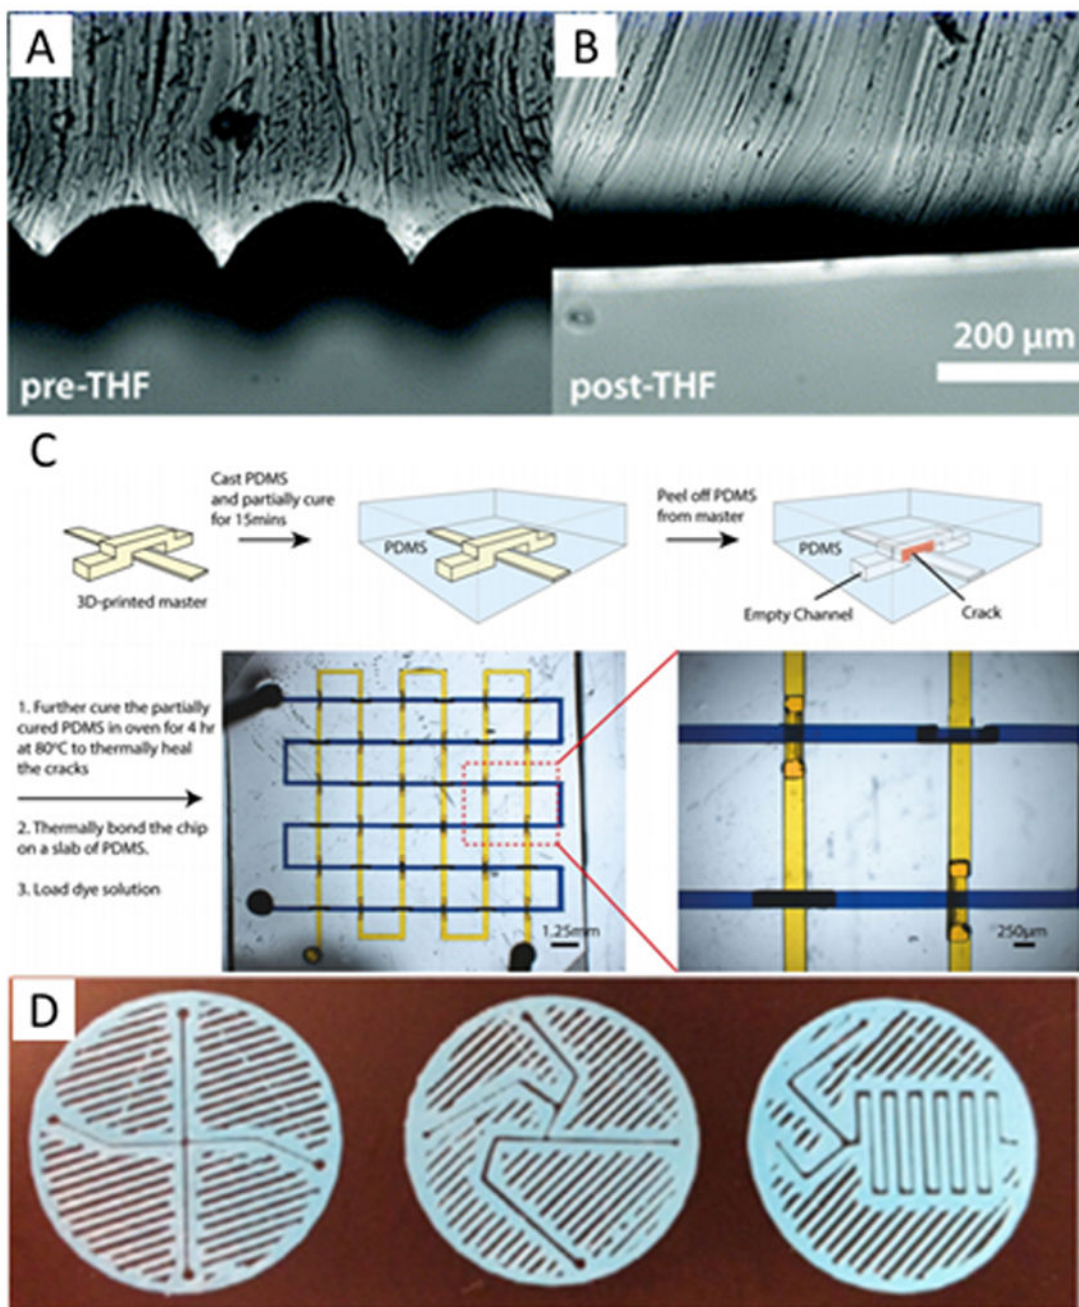 A
B
pre-THF
post-THF
200 µm
C
Cast PDMS
and partially cure
for 15mins
Peel off PDMS
from master
PDMS
PDMS
3D-printed master
Empty Channel
Crack
1. Further cure the partially
cured PDMS in oven for 4 hr
at 80°C to thermally heal
the cracks
2. Thermally bond the chip
on a slab of PDMS.
3. Load dye solution
1.25mm
250µm
D